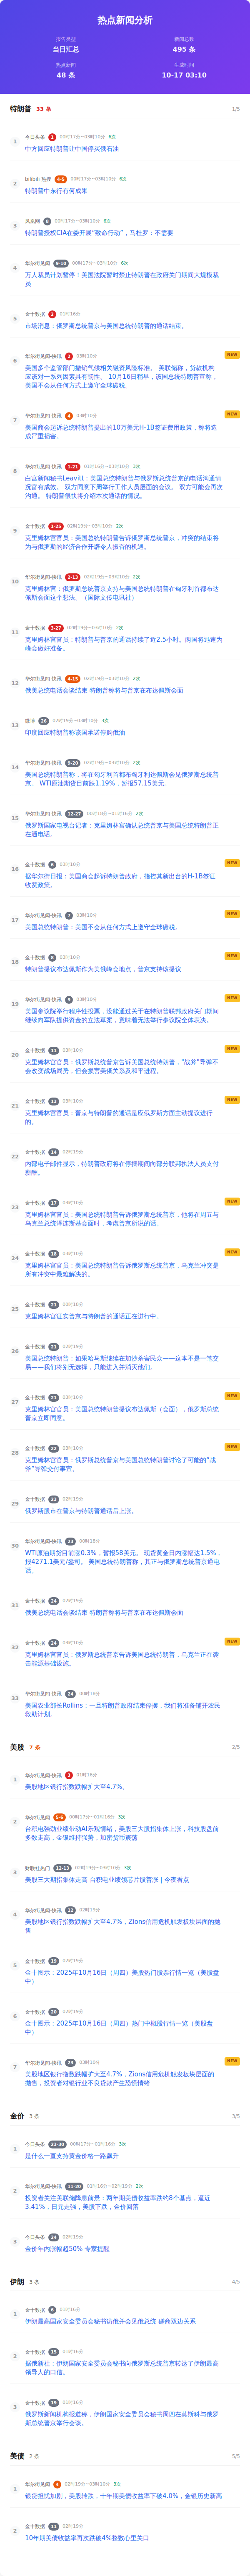 热点新闻分析
报告类型
当日汇总
新闻总数
495 条
热点新闻
48 条
生成时间
10-17 03:10
特朗普 33 条 1/5
1 今日头条 1 00时17分~03时10分 6次
中方回应特朗普让中国停买俄石油
2 bilibili 热搜 4-5 00时17分~03时10分 6次
特朗普中东行有何成果
3 凤凰网 6 00时17分~03时10分 6次
特朗普授权CIA在委开展"致命行动"，马杜罗：不需要
4 华尔街见闻 9-10 00时17分~03时10分 6次
万人裁员计划暂停！美国法院暂时禁止特朗普在政府关门期间大规模裁
员
5 金十数据 2 01时16分
市场消息：俄罗斯总统普京与美国总统特朗普的通话结束。
6 华尔街见闻·快讯 2 03时10分 NEW
美国多个监管部门撤销气候相关融资风险标准。 美联储称，贷款机构
应该对一系列因素具有韧性。 10月16日稍早，该国总统特朗普宣称，
美国不会从任何方式上遵守全球碳税。
7 华尔街见闻·快讯 4 03时10分 NEW
美国商会起诉总统特朗普提出的10万美元H-1B签证费用政策，称将造
成严重损害。
8 华尔街见闻·快讯 1-21 01时16分~03时10分 3次
白宫新闻秘书Leavitt：美国总统特朗普与俄罗斯总统普京的电话沟通情
况富有成效。 双方同意下周举行工作人员层面的会议。 双方可能会再次
沟通。 特朗普很快将介绍本次通话的情况。
9 金十数据 1-25 02时19分~03时10分 2次
克里姆林宫官员：美国总统特朗普告诉俄罗斯总统普京，冲突的结束将
为与俄罗斯的经济合作开辟令人振奋的机遇。
10 华尔街见闻·快讯 2-13 02时19分~03时10分 2次
克里姆林宫：俄罗斯总统普京支持与美国总统特朗普在匈牙利首都布达
佩斯会面这个想法。（国际文传电讯社）
11 金十数据 3-27 02时19分~03时10分 2次
克里姆林宫官员：特朗普与普京的通话持续了近2.5小时。两国将迅速为
峰会做好准备。
12 华尔街见闻·快讯 4-15 02时19分~03时10分 2次
俄美总统电话会谈结束 特朗普称将与普京在布达佩斯会面
13 微博 26 02时19分~03时10分 3次
印度回应特朗普称该国承诺停购俄油
14 华尔街见闻·快讯 9-20 02时19分~03时10分 2次
美国总统特朗普称，将在匈牙利首都布达佩斯会见俄罗斯总统普
京。 WTI原油期货日内跌1.19%，暂报57.15美元。
15 华尔街见闻·快讯 12-27 00时18分~01时16分 2次
俄罗斯国家电视台记者：克里姆林宫确认总统普京与美国总统特朗普正
在通电话。
16 金十数据 6 03时10分 NEW
据华尔街日报：美国商会起诉特朗普政府，指控其新出台的H-1B签证
收费政策。
17 华尔街见闻·快讯 7 03时10分 NEW
美国总统特朗普：美国不会从任何方式上遵守全球碳税。
18 金十数据 8 03时10分 NEW
特朗普提议布达佩斯作为美俄峰会地点，普京支持该提议
19 华尔街见闻·快讯 9 03时10分 NEW
美国参议院举行程序性投票，没能通过关于在特朗普联邦政府关门期间
继续向军队提供资金的立法草案，意味着无法举行参议院全体表决。
20 金十数据 11 03时10分 NEW
克里姆林宫官员：俄罗斯总统普京告诉美国总统特朗普，"战斧"导弹不
会改变战场局势，但会损害美俄关系及和平进程。
21 金十数据 13 03时10分 NEW
克里姆林宫官员：普京与特朗普的通话是应俄罗斯方面主动提议进行
的。
22 金十数据 14 02时19分
内部电子邮件显示，特朗普政府将在停摆期间向部分联邦执法人员支付
薪酬。
23 金十数据 17 03时10分 NEW
克里姆林宫官员：美国总统特朗普告诉俄罗斯总统普京，他将在周五与
乌克兰总统泽连斯基会面时，考虑普京所说的话。
24 金十数据 18 03时10分 NEW
克里姆林宫官员：美国总统特朗普告诉俄罗斯总统普京，乌克兰冲突是
所有冲突中最难解决的。
25 金十数据 21 00时18分
克里姆林宫证实普京与特朗普的通话正在进行中。
26 金十数据 21 02时19分
美国总统特朗普：如果哈马斯继续在加沙杀害民众——这本不是一笔交
易——我们将别无选择，只能进入并消灭他们。
27 金十数据 21 03时10分 NEW
克里姆林宫官员：美国总统特朗普提议布达佩斯（会面），俄罗斯总统
普京立即同意。
28 金十数据 22 03时10分 NEW
克里姆林宫官员：俄罗斯总统普京与美国总统特朗普讨论了可能的"战
斧"导弹交付事宜。
29 金十数据 23 02时19分
俄罗斯股市在普京与特朗普通话后上涨。
30 华尔街见闻·快讯 23 00时18分
WTI原油期货日前涨0.3%，暂报58美元。 现货黄金日内涨幅达1.5%，
报4271.1美元/盎司。 美国总统特朗普称，其正与俄罗斯总统普京通电
话。
31 金十数据 24 02时19分
俄美总统电话会谈结束 特朗普称将与普京在布达佩斯会面
32 金十数据 24 03时10分 NEW
克里姆林宫官员：俄罗斯总统普京告诉美国总统特朗普，乌克兰正在袭
击能源基础设施。
33 华尔街见闻·快讯 24 00时18分
美国农业部长Rollins：一旦特朗普政府结束停摆，我们将准备铺开农民
救助计划。
美股 7 条 2/5
1 华尔街见闻·快讯 3 01时16分
美股地区银行指数跌幅扩大至4.7%。
2 华尔街见闻 5-6 00时17分~01时16分 3次
台积电强劲业绩带动AI乐观情绪，美股三大股指集体上涨，科技股盘前
多数走高，金银维持强势，加密货币震荡
3 财联社热门 12-13 02时19分~03时10分 3次
美股三大期指集体走高 台积电业绩领芯片股普涨 | 今夜看点
4 华尔街见闻·快讯 12 02时19分
美股地区银行指数跌幅扩大至4.7%，Zions信用危机触发板块层面的抛
售
5 金十数据 19 02时19分
金十图示：2025年10月16日（周四）美股热门股票行情一览（美股盘
中）
6 金十数据 20 02时19分
金十图示：2025年10月16日（周四）热门中概股行情一览（美股盘
中）
7 华尔街见闻·快讯 23 03时10分 NEW
美股地区银行指数跌幅扩大至4.7%，Zions信用危机触发板块层面的
抛售，投资者对银行业不良贷款产生恐慌情绪
金价 3 条 3/5
1 今日头条 23-30 00时17分~01时16分 3次
是什么一直支持黄金价格一路飙升
2 华尔街见闻·快讯 11-20 01时16分~02时19分 2次
投资者关注美联储降息前景：两年期美债收益率跌约8个基点，逼近
3.41%，日元走强，美股下跌，金价回落
3 今日头条 24 02时19分
金价年内涨幅超50% 专家提醒
伊朗 3 条 4/5
1 金十数据 6 01时16分
伊朗最高国家安全委员会秘书访俄并会见俄总统 磋商双边关系
2 金十数据 15 01时16分
据俄新社：伊朗国家安全委员会秘书向俄罗斯总统普京转达了伊朗最高
领导人的口信。
3 金十数据 19 01时16分
俄罗斯新闻机构报道称，伊朗国家安全委员会秘书周四在莫斯科与俄罗
斯总统普京举行会谈。
美债 2 条 5/5
1 华尔街见闻 4 02时19分~03时10分 3次
银贷担忧加剧，美股转跌，十年期美债收益率下破4.0%，金银历史新高
2 金十数据 11 02时19分
10年期美债收益率再次跌破4%整数心里关口